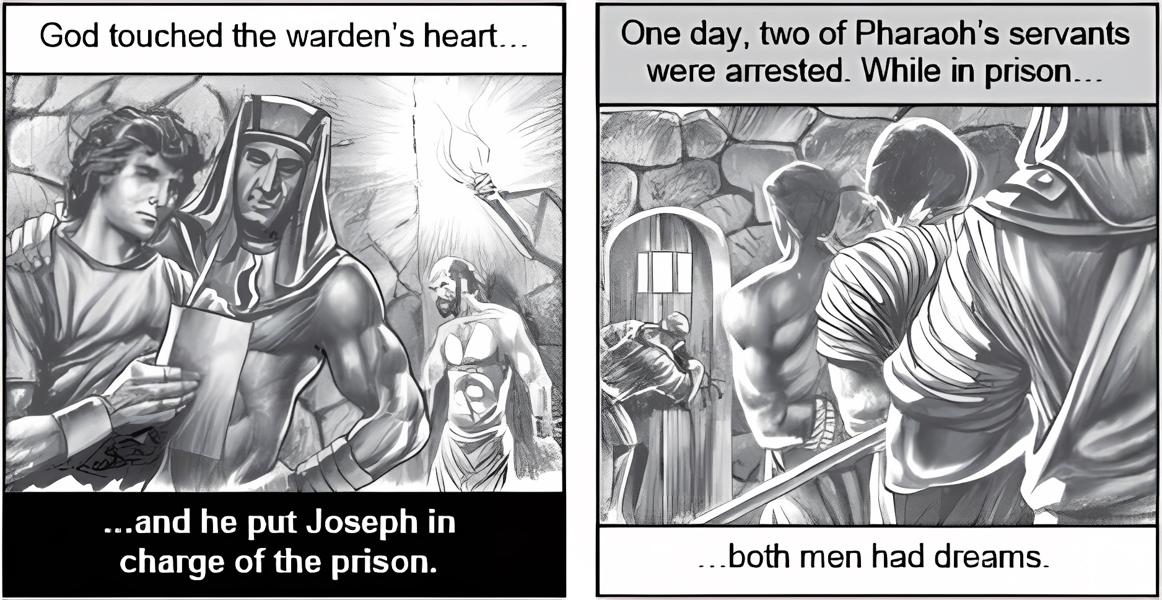 God touched the warden's heart...
...and he put Joseph in
charge of the prison.
One day, two of Pharaoh's servants
were arrested. While in prison...
...both men had dreams.